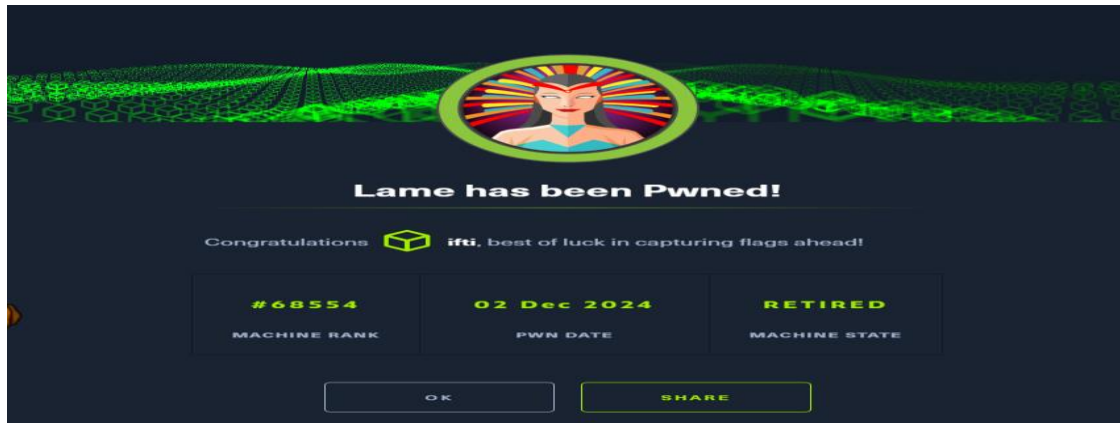 Lame has been Pwned!
Congratulations ifti, best of luck in capturing flags ahead!
#68554 02 Dec 2024 RETIRED
MACHINE RANK PWN DATE MACHINE STATE
OK SHARE